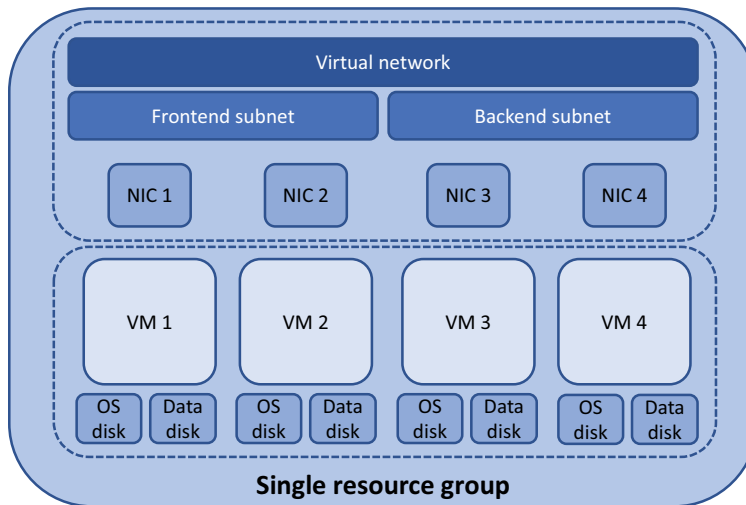 Virtual network
Frontend subnet
Backend subnet
NIC 1
NIC 2
NIC 3
NIC 4
VM 1
VM 2
VM 3
VM 4
OS
disk
Data
disk
OS
disk
Data
disk
OS
disk
Data
disk
OS
disk
Data
disk
Single resource group